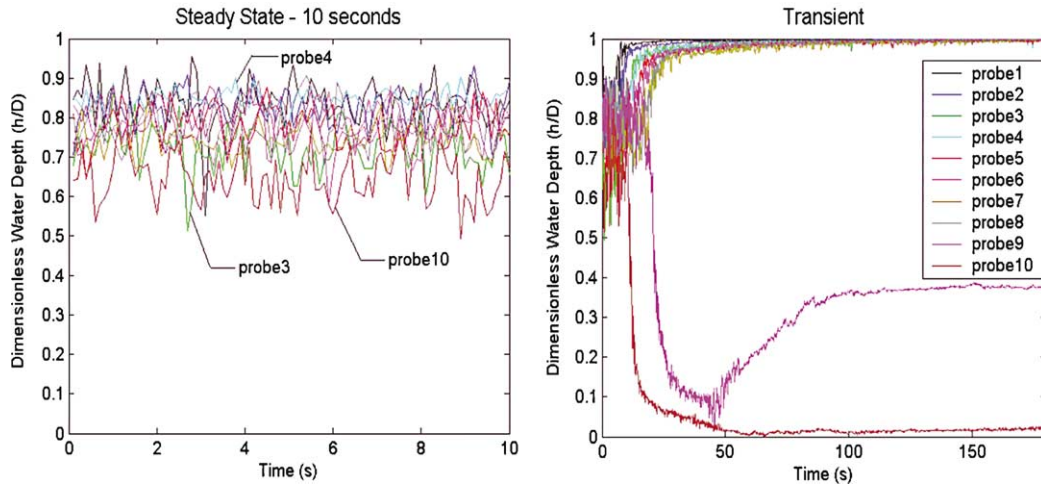 Steady State - 10 seconds
Dimensionless Water Depth (h/D)
1
0.9
0.8
0.7
0.6
0.5
0.4
0.3
0.2
0.1
0
probe4
probe3
probe10
0
2
4
6
8
10
Time (s)
Transient
Dimensionless Water Depth (h/D)
1
0.9
0.8
0.7
0.6
0.5
0.4
0.3
0.2
0.1
0
probe1
probe2
probe3
probe4
probe5
probe6
probe7
probe8
probe9
probe10
0
50
100
150
Time (s)